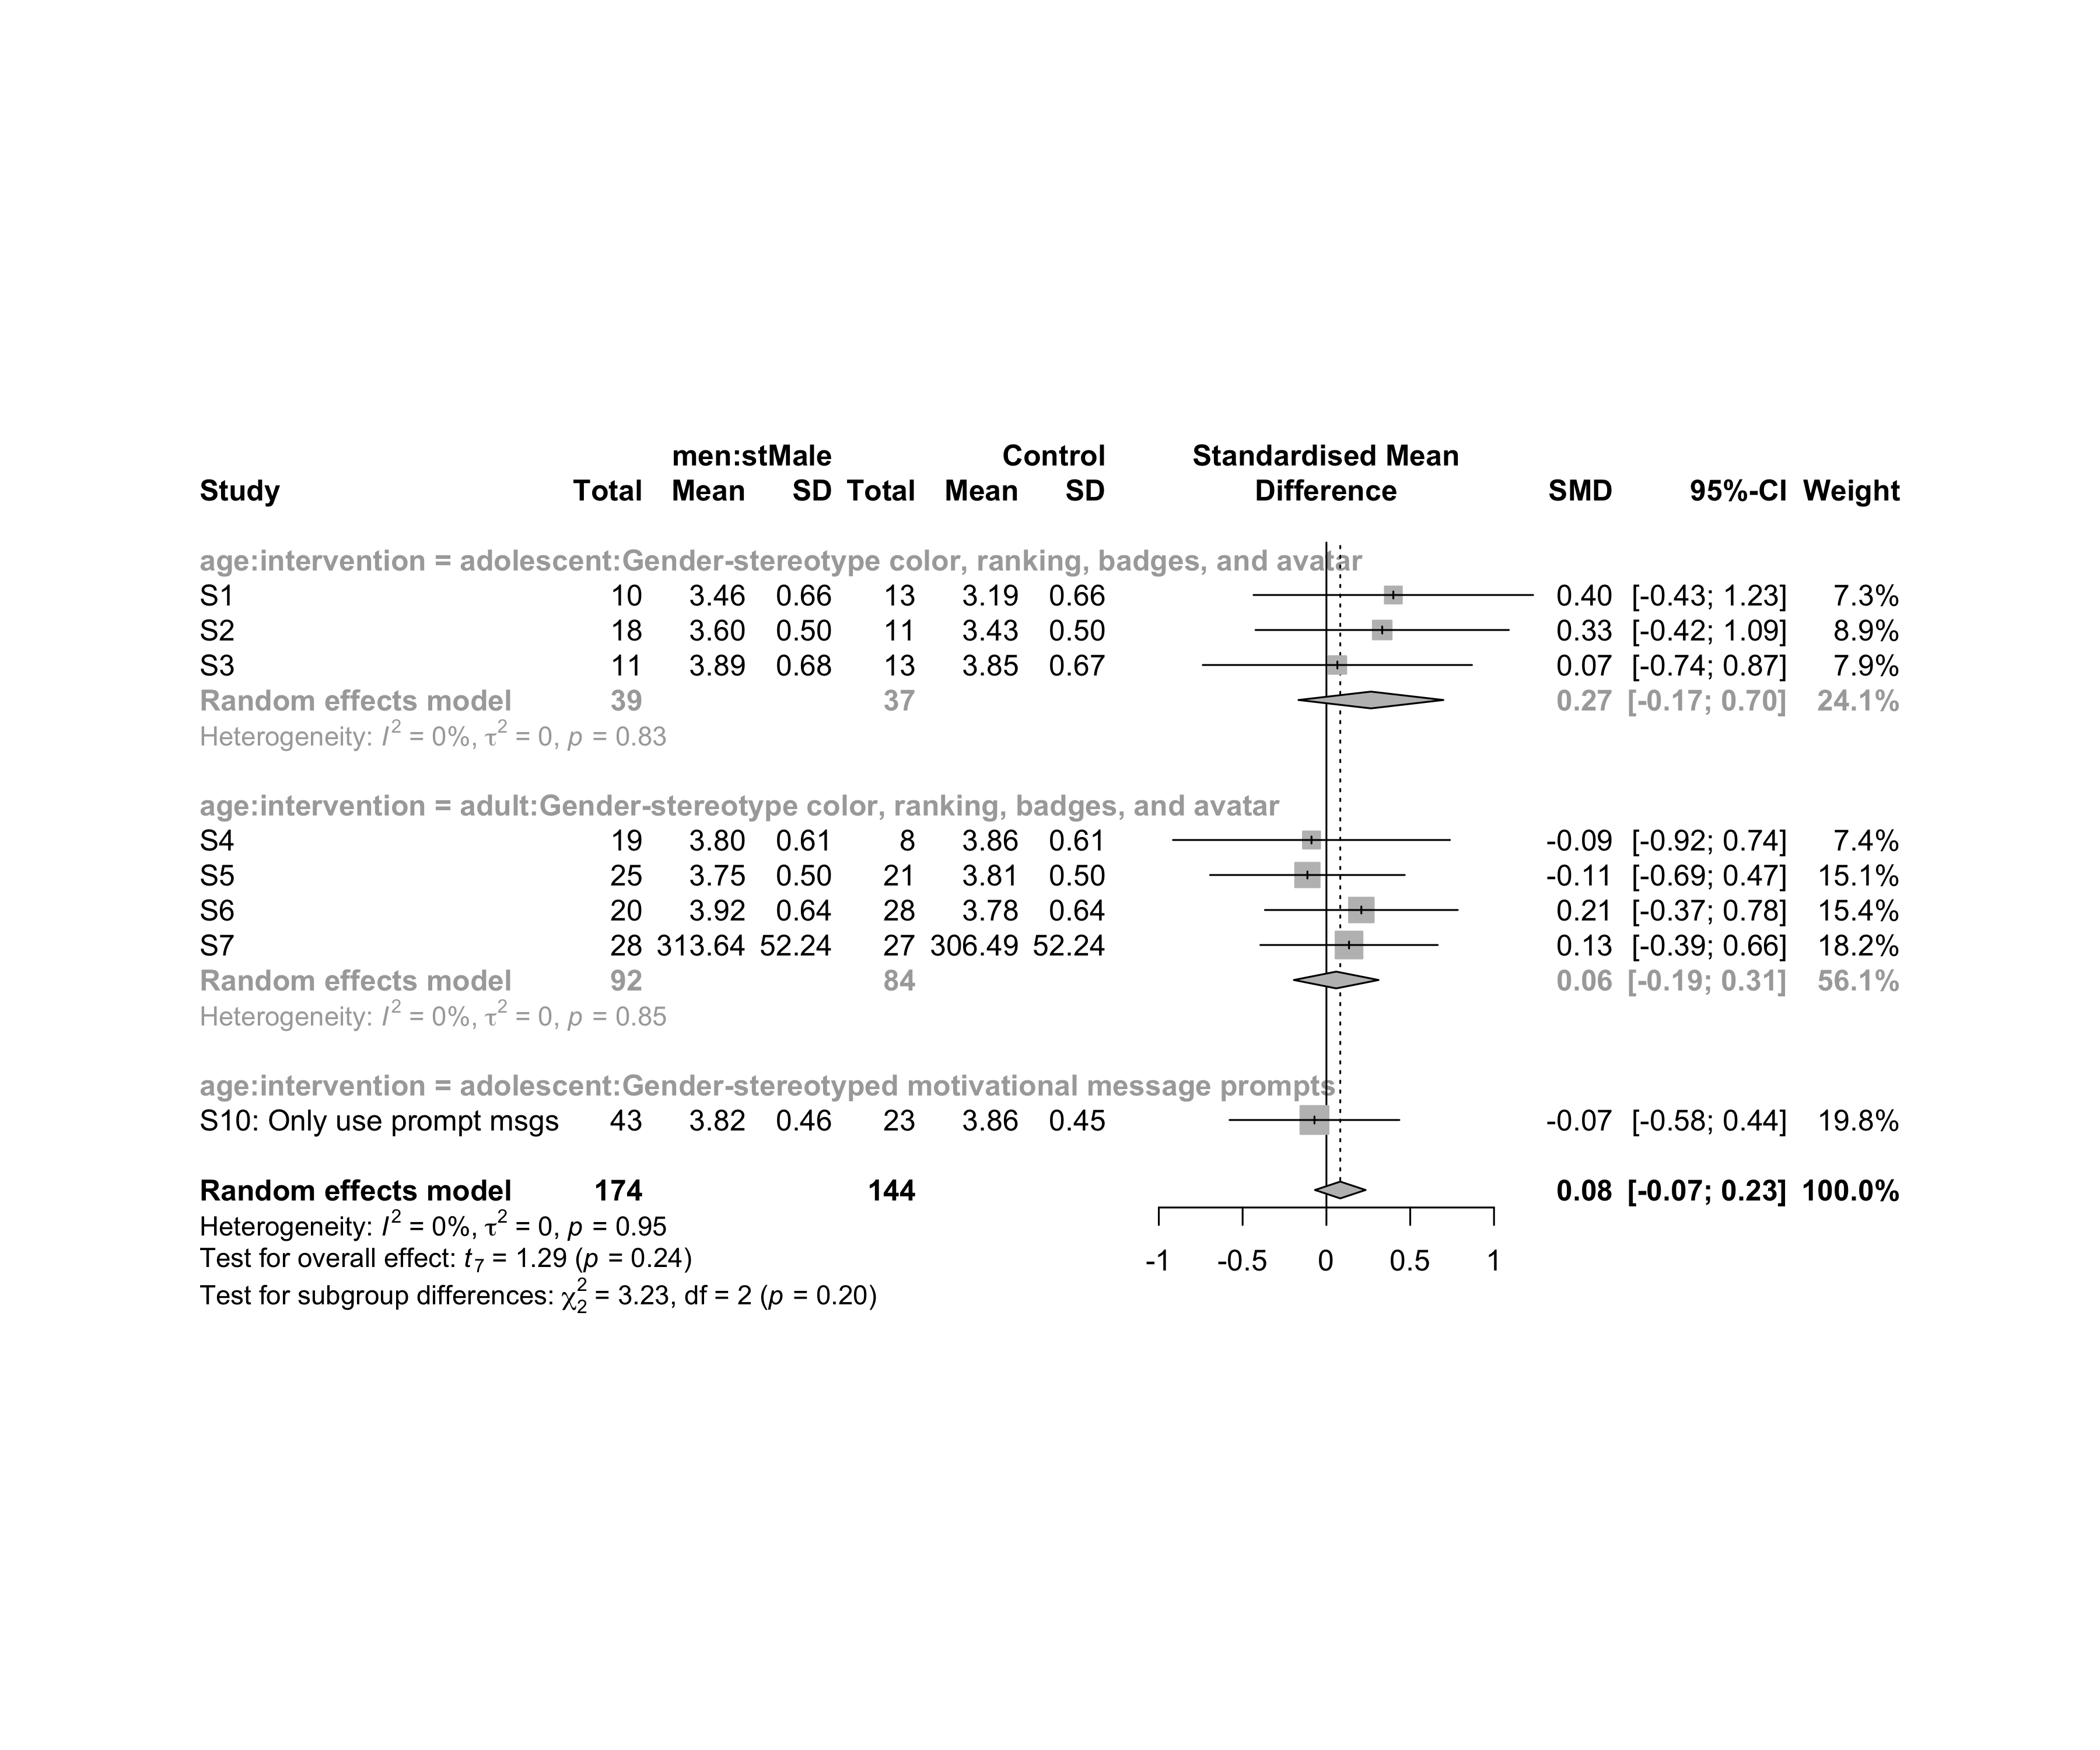 men:stMale Control Standardised Mean
Study Total Mean SD Total Mean SD Difference SMD 95%-CI Weight
age:intervention = adolescent:Gender-stereotype color, ranking, badges, and avatar
S1 10 3.46 0.66 13 3.19 0.66 0.40 [-0.43; 1.23] 7.3%
S2 18 3.60 0.50 11 3.43 0.50 0.33 [-0.42; 1.09] 8.9%
S3 11 3.89 0.68 13 3.85 0.67 0.07 [-0.74; 0.87] 7.9%
Random effects model 39 37 0.27 [-0.17; 0.70] 24.1%
Heterogeneity: I² = 0%, τ² = 0, p = 0.83
age:intervention = adult:Gender-stereotype color, ranking, badges, and avatar
S4 19 3.80 0.61 8 3.86 0.61 -0.09 [-0.92; 0.74] 7.4%
S5 25 3.75 0.50 21 3.81 0.50 -0.11 [-0.69; 0.47] 15.1%
S6 20 3.92 0.64 28 3.78 0.64 0.21 [-0.37; 0.78] 15.4%
S7 28 313.64 52.24 27 306.49 52.24 0.13 [-0.39; 0.66] 18.2%
Random effects model 92 84 0.06 [-0.19; 0.31] 56.1%
Heterogeneity: I² = 0%, τ² = 0, p = 0.85
age:intervention = adolescent:Gender-stereotyped motivational message prompts
S10: Only use prompt msgs 43 3.82 0.46 23 3.86 0.45 -0.07 [-0.58; 0.44] 19.8%
Random effects model 174 144 0.08 [-0.07; 0.23] 100.0%
Heterogeneity: I² = 0%, τ² = 0, p = 0.95
Test for overall effect: t₇ = 1.29 (p = 0.24)
-1 -0.5 0 0.5 1
Test for subgroup differences: χ²₂ = 3.23, df = 2 (p = 0.20)